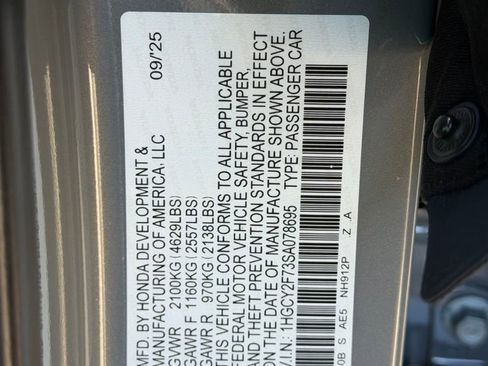 MFD. BY HONDA DEVELOPMENT &
MANUFACTURING OF AMERICA, LLC 09/25
GVWR 2100KG (4629LBS)
GAWR F 1160KG (2557LBS)
GAWR R 970KG (2138LBS)
THIS VEHICLE CONFORMS TO ALL APPLICABLE
FEDERAL MOTOR VEHICLE SAFETY, BUMPER,
AND THEFT PREVENTION STANDARDS IN EFFECT
ON THE DATE OF MANUFACTURE SHOWN ABOVE.
V.I.N.: 1HGCY2F73SA078695 TYPE: PASSENGER CAR
0B S AE5 NH912P .Z .A